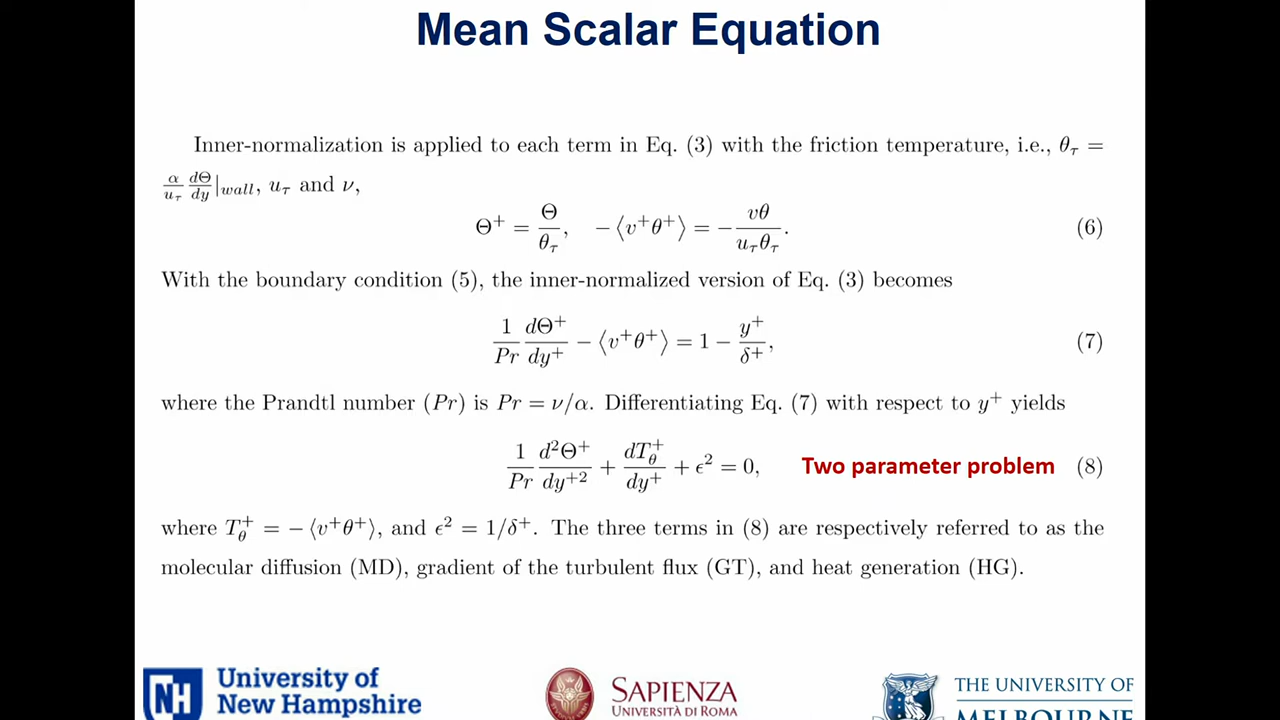 Mean Scalar Equation
Inner-normalization is applied to each term in Eq. (3) with the friction temperature, i.e., θ_τ =
α/u_τ dΘ/dy|_wall, u_τ and ν,
Θ⁺ = Θ/θ_τ, −⟨v⁺θ⁺⟩ = − vθ/u_τθ_τ. (6)
With the boundary condition (5), the inner-normalized version of Eq. (3) becomes
1/Pr dΘ⁺/dy⁺ − ⟨v⁺θ⁺⟩ = 1 − y⁺/δ⁺, (7)
where the Prandtl number (Pr) is Pr = ν/α. Differentiating Eq. (7) with respect to y⁺ yields
1/Pr d²Θ⁺/dy⁺² + dT_θ⁺/dy⁺ + ϵ² = 0, Two parameter problem (8)
where T_θ⁺ = − ⟨v⁺θ⁺⟩, and ϵ² = 1/δ⁺. The three terms in (8) are respectively referred to as the
molecular diffusion (MD), gradient of the turbulent flux (GT), and heat generation (HG).
NH University of
New Hampshire
SAPIENZA
UNIVERSITÀ DI ROMA
THE UNIVERSITY OF
MELBOURNE